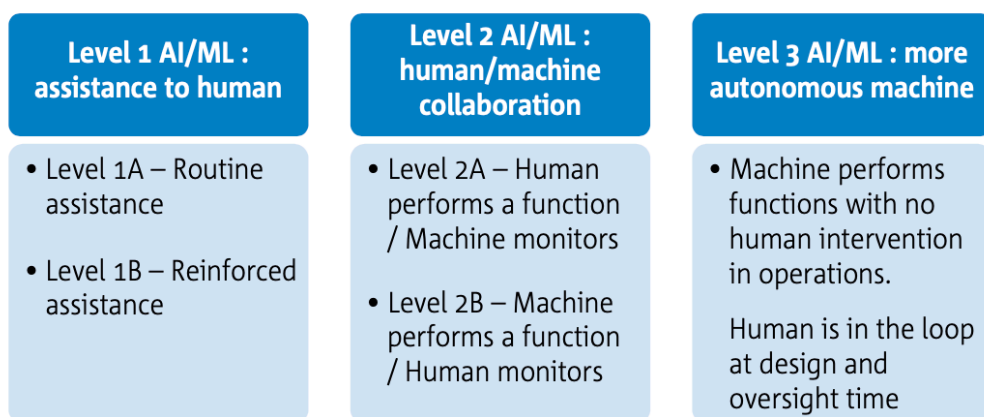 Level 1 AI/ML :
assistance to human
• Level 1A – Routine
assistance
• Level 1B – Reinforced
assistance
Level 2 AI/ML :
human/machine
collaboration
• Level 2A – Human
performs a function
/ Machine monitors
• Level 2B – Machine
performs a function
/ Human monitors
Level 3 AI/ML : more
autonomous machine
• Machine performs
functions with no
human intervention
in operations.
Human is in the loop
at design and
oversight time